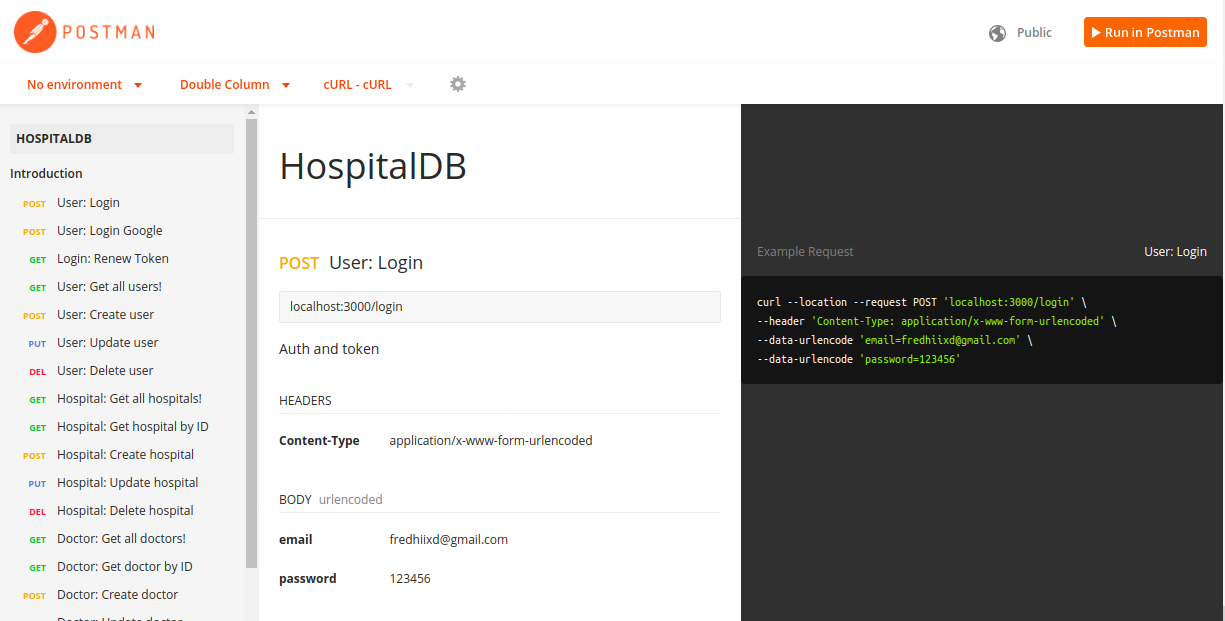 POSTMAN
Public
Run in Postman
No environment
Double Column
cURL - cURL
HOSPITALDB
Introduction
POST User: Login
POST User: Login Google
GET Login: Renew Token
GET User: Get all users!
POST User: Create user
PUT User: Update user
DEL User: Delete user
GET Hospital: Get all hospitals!
GET Hospital: Get hospital by ID
POST Hospital: Create hospital
PUT Hospital: Update hospital
DEL Hospital: Delete hospital
GET Doctor: Get all doctors!
GET Doctor: Get doctor by ID
POST Doctor: Create doctor
Doctor: Update doctor
HospitalDB
POST User: Login
localhost:3000/login
Auth and token
HEADERS
Content-Type application/x-www-form-urlencoded
BODY urlencoded
email fredhiixd@gmail.com
password 123456
Example Request User: Login
curl --location --request POST 'localhost:3000/login' \
--header 'Content-Type: application/x-www-form-urlencoded' \
--data-urlencode 'email=fredhiixd@gmail.com' \
--data-urlencode 'password=123456'